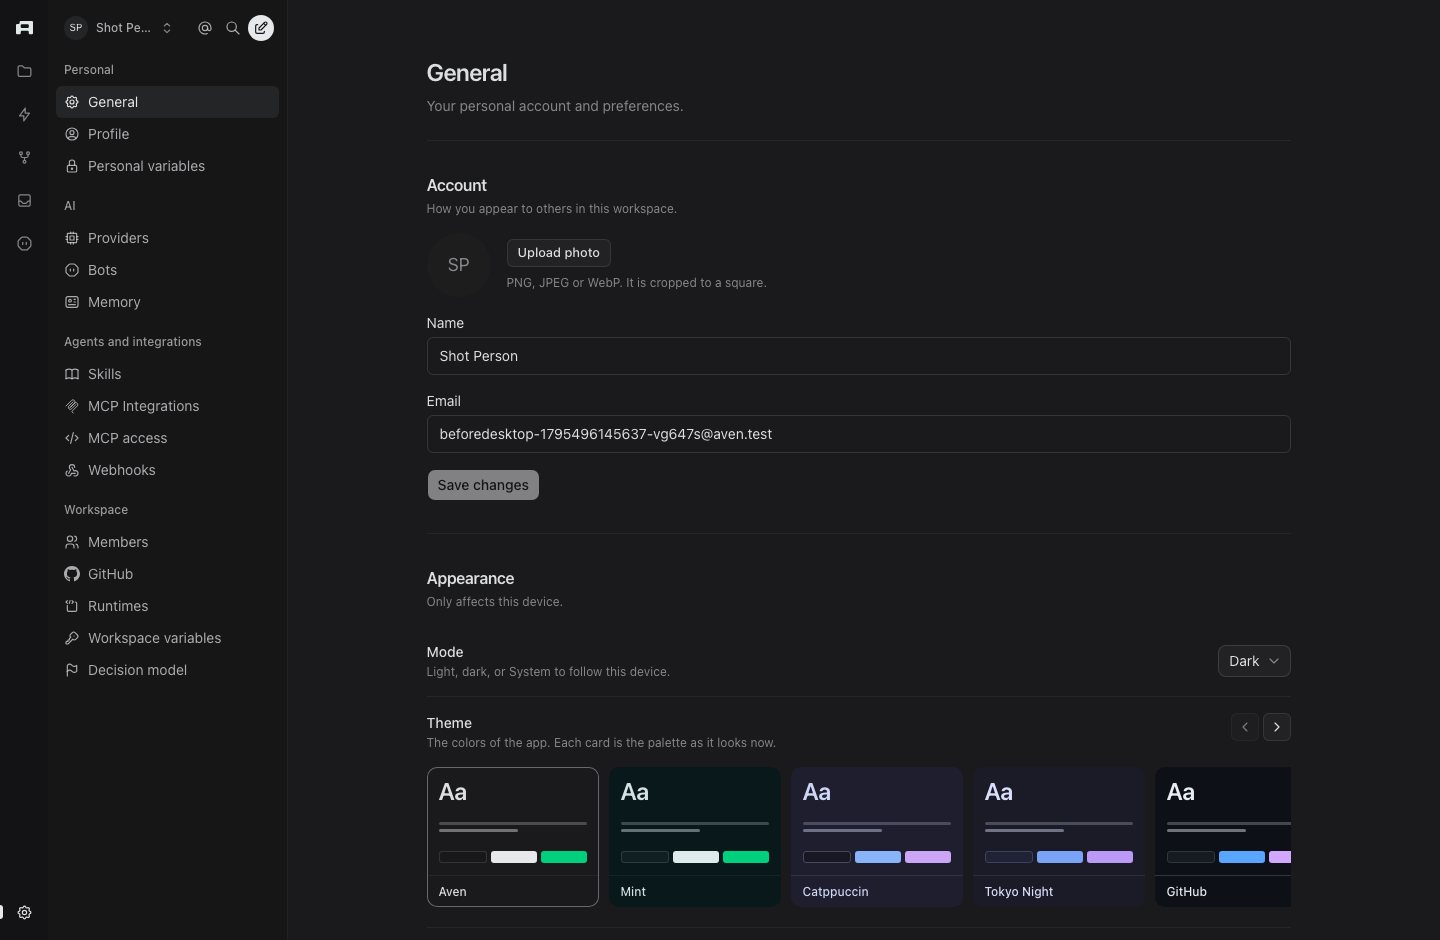 SP Shot Pe...
Personal
General
Profile
Personal variables
AI
Providers
Bots
Memory
Agents and integrations
Skills
MCP Integrations
MCP access
Webhooks
Workspace
Members
GitHub
Runtimes
Workspace variables
Decision model
General
Your personal account and preferences.
Account
How you appear to others in this workspace.
SP
Upload photo
PNG, JPEG or WebP. It is cropped to a square.
Name
Shot Person
Email
beforedesktop-1795496145637-vg647s@aven.test
Save changes
Appearance
Only affects this device.
Mode
Light, dark, or System to follow this device.
Dark
Theme
The colors of the app. Each card is the palette as it looks now.
Aa Aa Aa Aa Aa
Aven Mint Catppuccin Tokyo Night GitHub